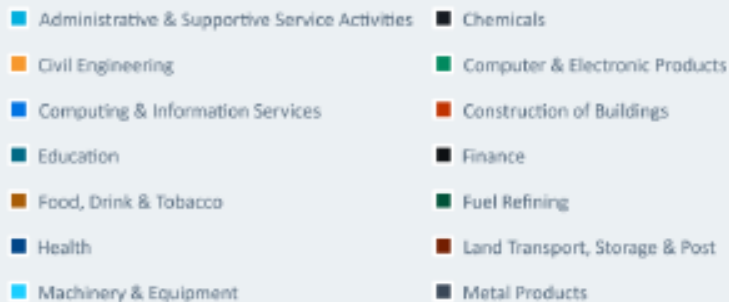 Administrative & Supportive Service Activities
Chemicals
Civil Engineering
Computer & Electronic Products
Computing & Information Services
Construction of Buildings
Education
Finance
Food, Drink & Tobacco
Fuel Refining
Health
Land Transport, Storage & Post
Machinery & Equipment
Metal Products